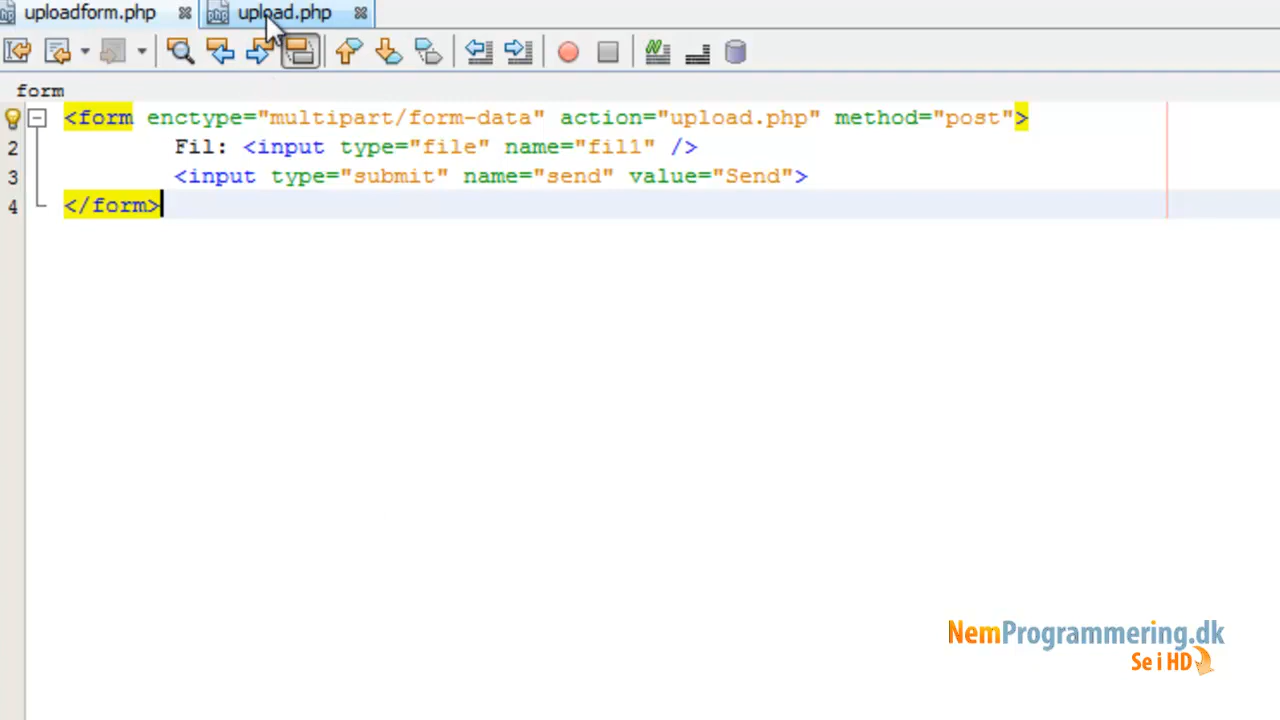 uploadform.php upload.php
form
<form enctype="multipart/form-data" action="upload.php" method="post">
2 Fil: <input type="file" name="fil1" />
3 <input type="submit" name="send" value="Send">
4 </form>
NemProgrammering.dk
Se i HD